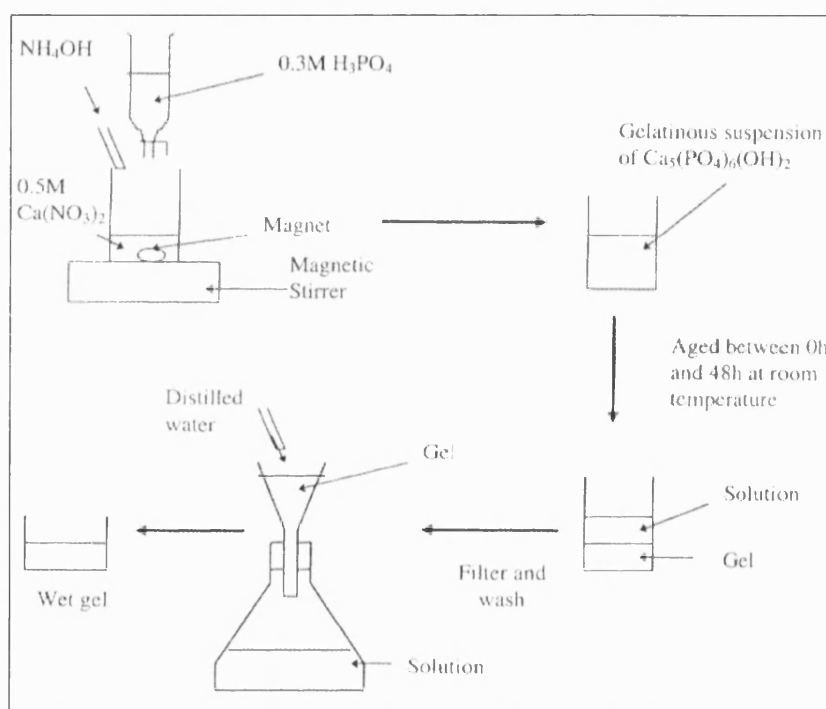 NH₄OH
0.3M H₃PO₄
0.5M
Ca(NO₃)₂
Magnet
Magnetic
Stirrer
Gelatinous suspension
of Ca₅(PO₄)₆(OH)₂
Aged between 0h
and 48h at room
temperature
Solution
Gel
Filter and
wash
Distilled
water
Gel
Solution
Wet gel